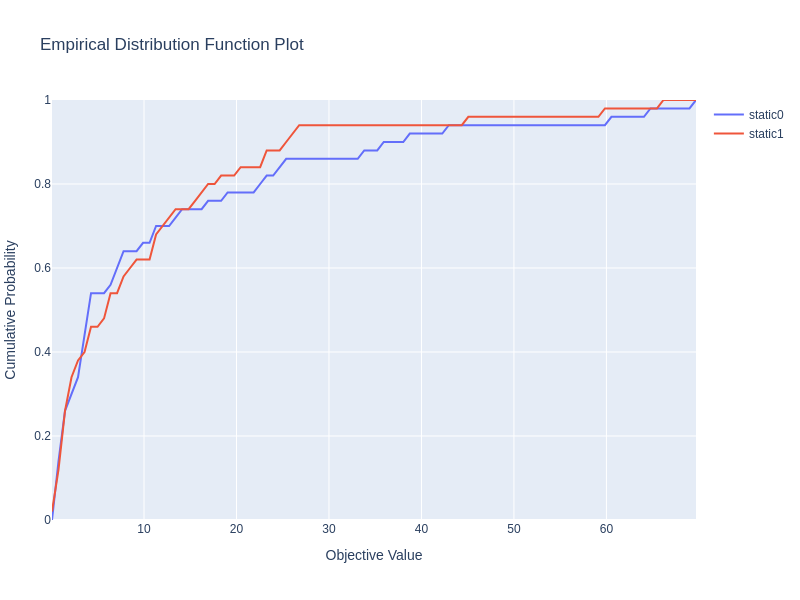 Empirical Distribution Function Plot
static0
static1
1
0.8
0.6
0.4
0.2
0
Cumulative Probability
10
20
30
40
50
60
Objective Value